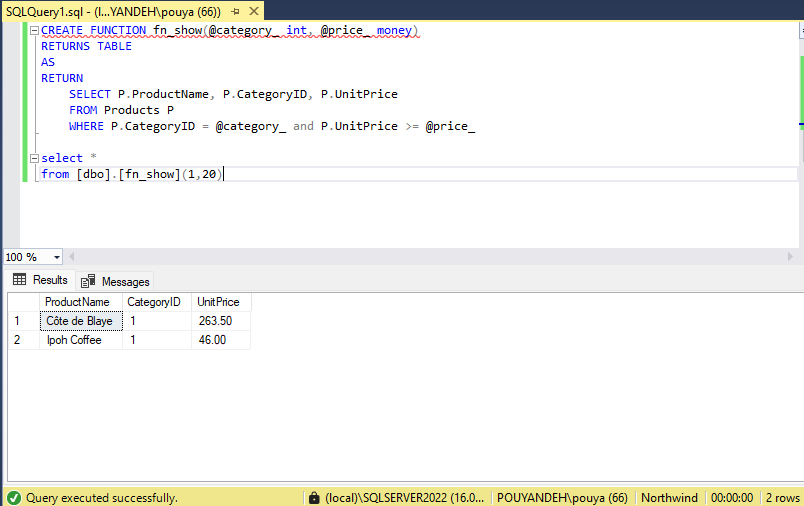 SQLQuery1.sql - (l...YANDEH\pouya (66))
CREATE FUNCTION fn_show(@category_ int, @price_ money)
RETURNS TABLE
AS
RETURN
SELECT P.ProductName, P.CategoryID, P.UnitPrice
FROM Products P
WHERE P.CategoryID = @category_ and P.UnitPrice >= @price_
select *
from [dbo].[fn_show](1,20)
100 %
Results Messages
ProductName CategoryID UnitPrice
1 Côte de Blaye 1 263.50
2 Ipoh Coffee 1 46.00
Query executed successfully. (local)\SQLSERVER2022 (16.0... POUYANDEH\pouya (66) Northwind 00:00:00 2 rows